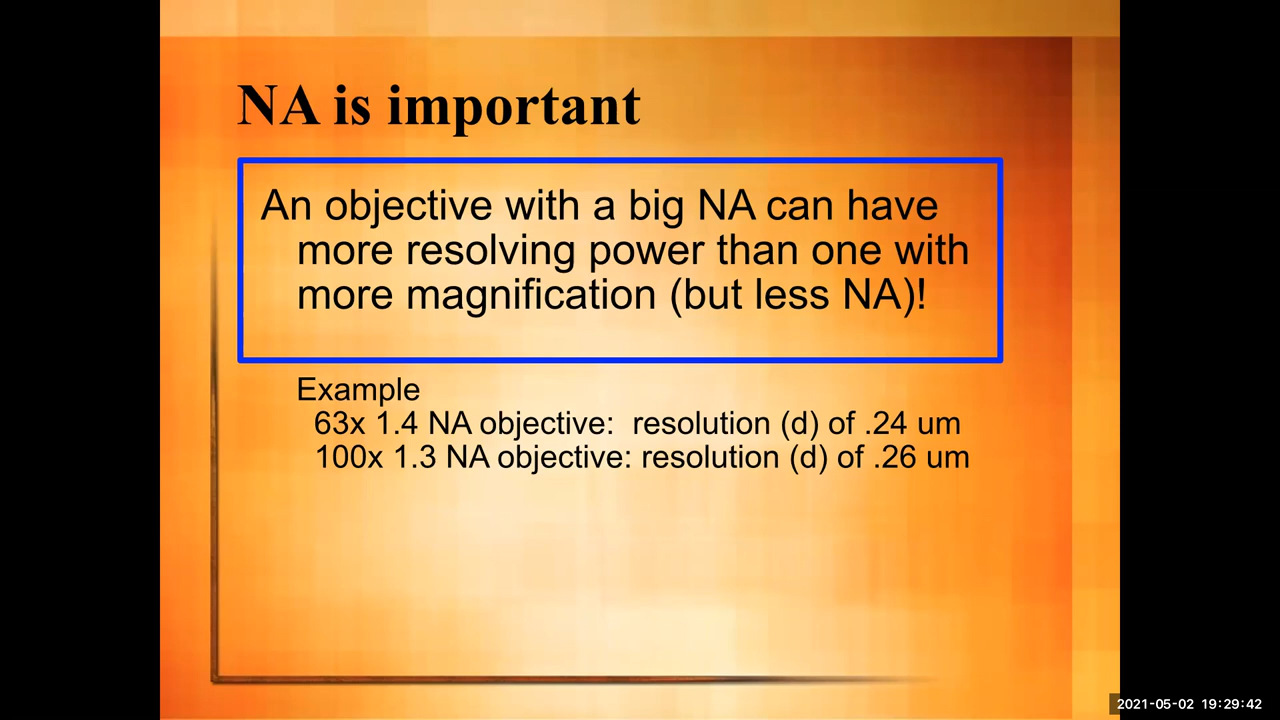 NA is important
An objective with a big NA can have
more resolving power than one with
more magnification (but less NA)!
Example
63x 1.4 NA objective:  resolution (d) of .24 um
100x 1.3 NA objective: resolution (d) of .26 um
2021-05-02 19:29:42